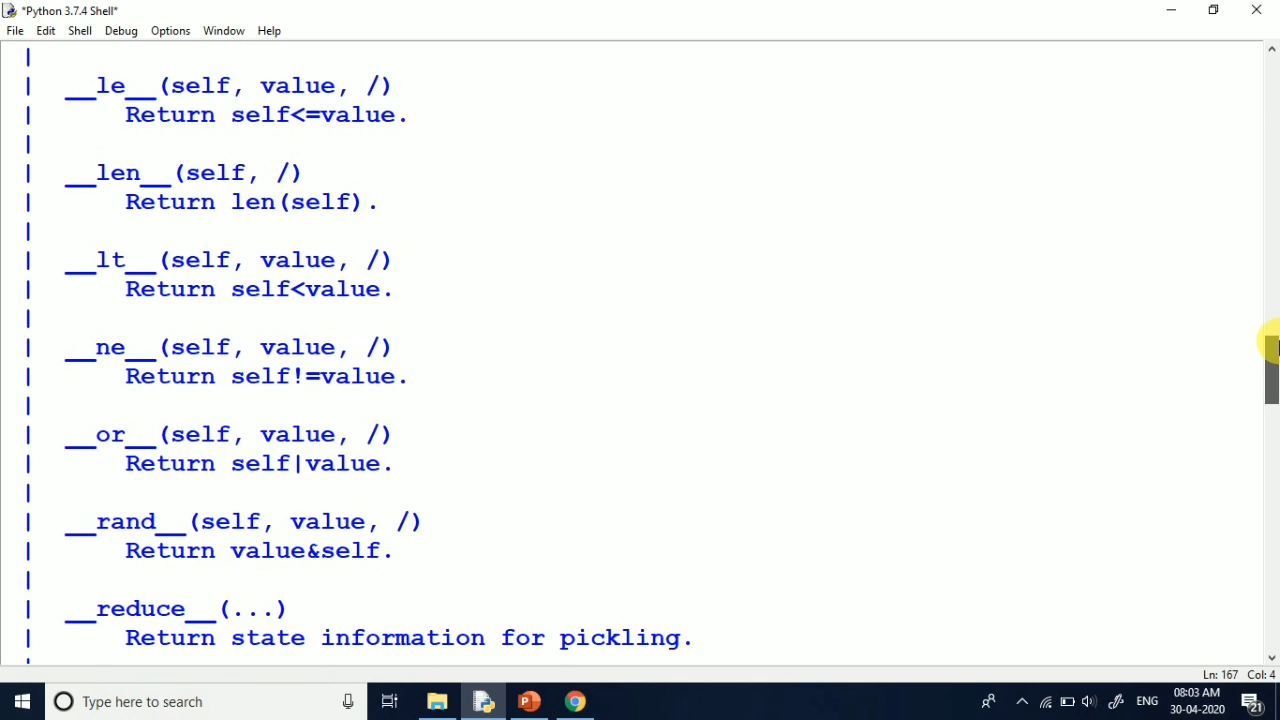 *Python 3.7.4 Shell*
File Edit Shell Debug Options Window Help
|
| __le__(self, value, /)
| Return self<=value.
|
| __len__(self, /)
| Return len(self).
|
| __lt__(self, value, /)
| Return self<value.
|
| __ne__(self, value, /)
| Return self!=value.
|
| __or__(self, value, /)
| Return self|value.
|
| __rand__(self, value, /)
| Return value&self.
|
| __reduce__(...)
| Return state information for pickling.
|
Ln: 167 Col: 4
Type here to search
ENG
08:03 AM
30-04-2020
21